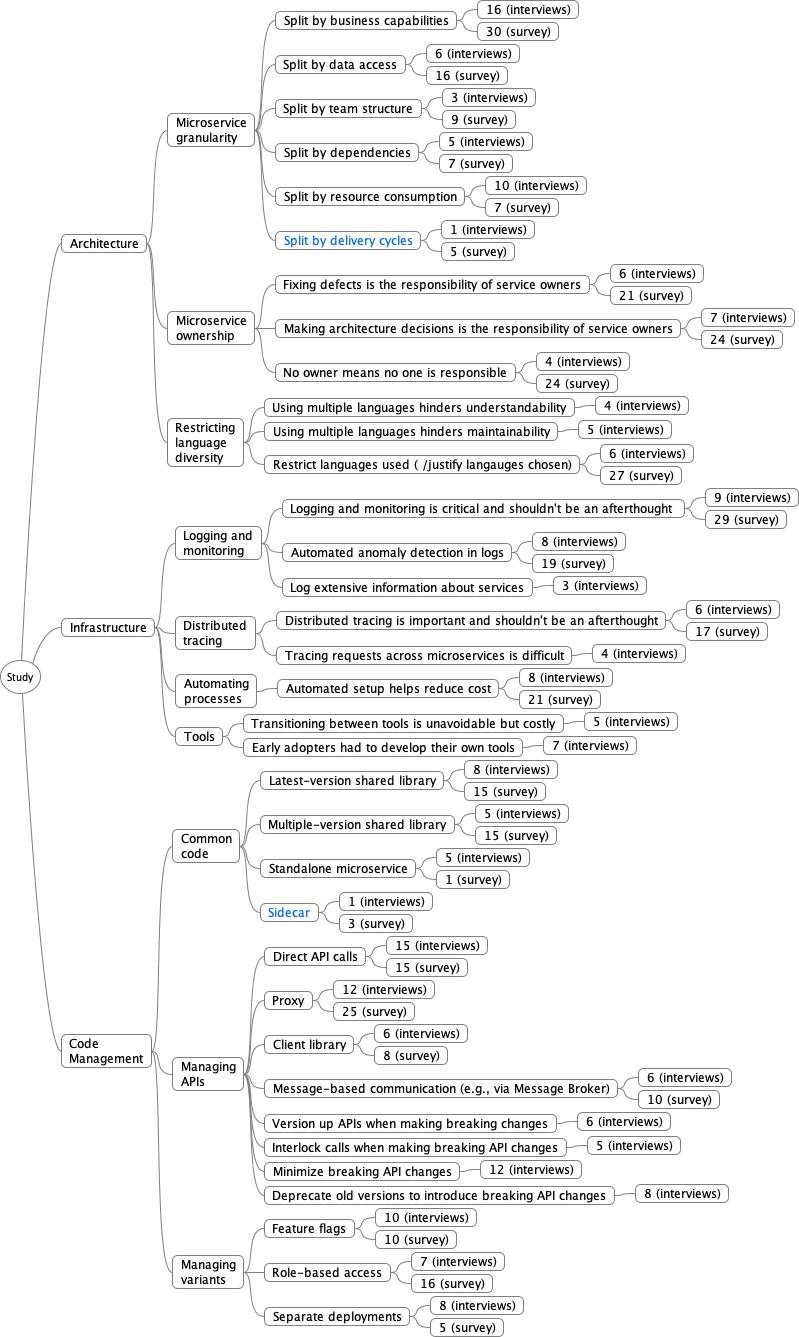 Study
Architecture
Microservice
granularity
Split by business capabilities
16 (interviews)
30 (survey)
Split by data access
6 (interviews)
16 (survey)
Split by team structure
3 (interviews)
9 (survey)
Split by dependencies
5 (interviews)
7 (survey)
Split by resource consumption
10 (interviews)
7 (survey)
Split by delivery cycles
1 (interviews)
5 (survey)
Microservice
ownership
Fixing defects is the responsibility of service owners
6 (interviews)
21 (survey)
Making architecture decisions is the responsibility of service owners
7 (interviews)
24 (survey)
No owner means no one is responsible
4 (interviews)
24 (survey)
Restricting
language
diversity
Using multiple languages hinders understandability
4 (interviews)
Using multiple languages hinders maintainability
5 (interviews)
Restrict languages used ( /justify langauges chosen)
6 (interviews)
27 (survey)
Infrastructure
Logging and
monitoring
Logging and monitoring is critical and shouldn't be an afterthought
9 (interviews)
29 (survey)
Automated anomaly detection in logs
8 (interviews)
19 (survey)
Log extensive information about services
3 (interviews)
Distributed
tracing
Distributed tracing is important and shouldn't be an afterthought
6 (interviews)
17 (survey)
Tracing requests across microservices is difficult
4 (interviews)
Automating
processes
Automated setup helps reduce cost
8 (interviews)
21 (survey)
Tools
Transitioning between tools is unavoidable but costly
5 (interviews)
Early adopters had to develop their own tools
7 (interviews)
Code
Management
Common
code
Latest-version shared library
8 (interviews)
15 (survey)
Multiple-version shared library
5 (interviews)
15 (survey)
Standalone microservice
5 (interviews)
1 (survey)
Sidecar
1 (interviews)
3 (survey)
Managing
APIs
Direct API calls
15 (interviews)
15 (survey)
Proxy
12 (interviews)
25 (survey)
Client library
6 (interviews)
8 (survey)
Message-based communication (e.g., via Message Broker)
6 (interviews)
10 (survey)
Version up APIs when making breaking changes
6 (interviews)
Interlock calls when making breaking API changes
5 (interviews)
Minimize breaking API changes
12 (interviews)
Deprecate old versions to introduce breaking API changes
8 (interviews)
Managing
variants
Feature flags
10 (interviews)
10 (survey)
Role-based access
7 (interviews)
16 (survey)
Separate deployments
8 (interviews)
5 (survey)